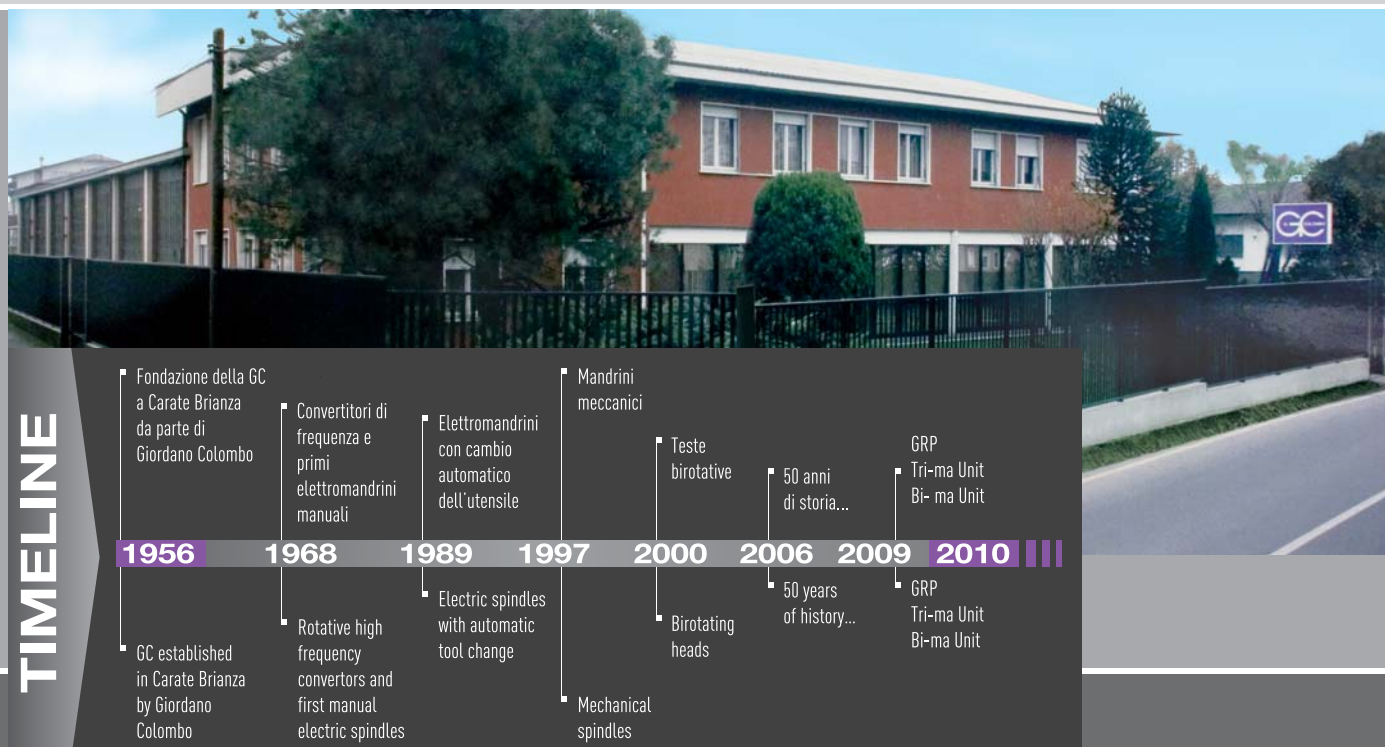 GC
TIMELINE
Fondazione della GC
a Carate Brianza
da parte di
Giordano Colombo
Convertitori di
frequenza e
primi
elettromandrini
manuali
Elettromandrini
con cambio
automatico
dell'utensile
Mandrini
meccanici
Teste
birotative
50 anni
di storia...
GRP
Tri-ma Unit
Bi- ma Unit
1956 1968 1989 1997 2000 2006 2009 2010
GC established
in Carate Brianza
by Giordano
Colombo
Rotative high
frequency
convertors and
first manual
electric spindles
Electric spindles
with automatic
tool change
Mechanical
spindles
Birotating
heads
50 years
of history...
GRP
Tri-ma Unit
Bi-ma Unit